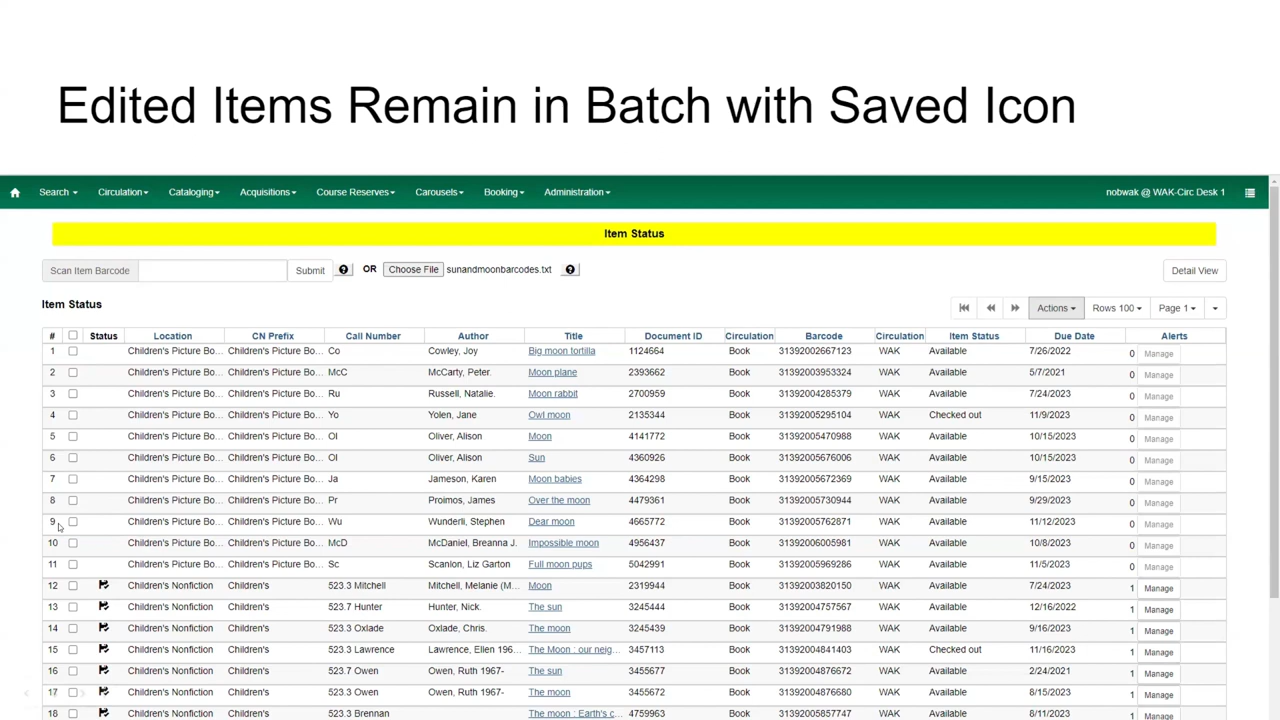 Edited Items Remain in Batch with Saved Icon
Search Circulation Cataloging Acquisitions Course Reserves Carousels Booking Administration nobwak @ WAK-Circ Desk 1
Item Status
Scan Item Barcode Submit ? OR Choose File sunandmoonbarcodes.txt ? Detail View
Item Status
Actions Rows 100 Page 1
# Status Location CN Prefix Call Number Author Title Document ID Circulation Barcode Circulation Item Status Due Date Alerts
1 Children's Picture Bo... Children's Picture Bo... Co Cowley, Joy Big moon tortilla 1124664 Book 31392002667123 WAK Available 7/26/2022 0 Manage
2 Children's Picture Bo... Children's Picture Bo... McC McCarty, Peter. Moon plane 2393662 Book 31392003953324 WAK Available 5/7/2021 0 Manage
3 Children's Picture Bo... Children's Picture Bo... Ru Russell, Natalie. Moon rabbit 2700959 Book 31392004285379 WAK Available 7/24/2023 0 Manage
4 Children's Picture Bo... Children's Picture Bo... Yo Yolen, Jane Owl moon 2135344 Book 31392005295104 WAK Checked out 11/9/2023 0 Manage
5 Children's Picture Bo... Children's Picture Bo... Ol Oliver, Alison Moon 4141772 Book 31392005470988 WAK Available 10/15/2023 0 Manage
6 Children's Picture Bo... Children's Picture Bo... Ol Oliver, Alison Sun 4360926 Book 31392005676006 WAK Available 10/15/2023 0 Manage
7 Children's Picture Bo... Children's Picture Bo... Ja Jameson, Karen Moon babies 4364298 Book 31392005672369 WAK Available 9/15/2023 0 Manage
8 Children's Picture Bo... Children's Picture Bo... Pr Proimos, James Over the moon 4479361 Book 31392005730944 WAK Available 9/29/2023 0 Manage
9 Children's Picture Bo... Children's Picture Bo... Wu Wunderli, Stephen Dear moon 4665772 Book 31392005762871 WAK Available 11/12/2023 0 Manage
10 Children's Picture Bo... Children's Picture Bo... McD McDaniel, Breanna J. Impossible moon 4956437 Book 31392006005981 WAK Available 10/8/2023 0 Manage
11 Children's Picture Bo... Children's Picture Bo... Sc Scanlon, Liz Garton Full moon pups 5042991 Book 31392005969286 WAK Available 11/5/2023 0 Manage
12 Children's Nonfiction Children's 523.3 Mitchell Mitchell, Melanie (M... Moon 2319944 Book 31392003820150 WAK Available 7/24/2023 1 Manage
13 Children's Nonfiction Children's 523.7 Hunter Hunter, Nick. The sun 3245444 Book 31392004757567 WAK Available 12/16/2022 1 Manage
14 Children's Nonfiction Children's 523.3 Oxlade Oxlade, Chris. The moon 3245439 Book 31392004791988 WAK Available 9/16/2023 1 Manage
15 Children's Nonfiction Children's 523.3 Lawrence Lawrence, Ellen 196... The Moon : our neig... 3457113 Book 31392004841403 WAK Checked out 11/16/2023 1 Manage
16 Children's Nonfiction Children's 523.7 Owen Owen, Ruth 1967- The sun 3455677 Book 31392004876672 WAK Available 2/24/2021 1 Manage
17 Children's Nonfiction Children's 523.3 Owen Owen, Ruth 1967- The moon 3455672 Book 31392004876680 WAK Available 8/15/2023 1 Manage
18 Children's Nonfiction Children's 523.3 Brennan The moon : Earth's c... 4759963 Book 31392005857747 WAK Available 8/11/2023 1 Manage